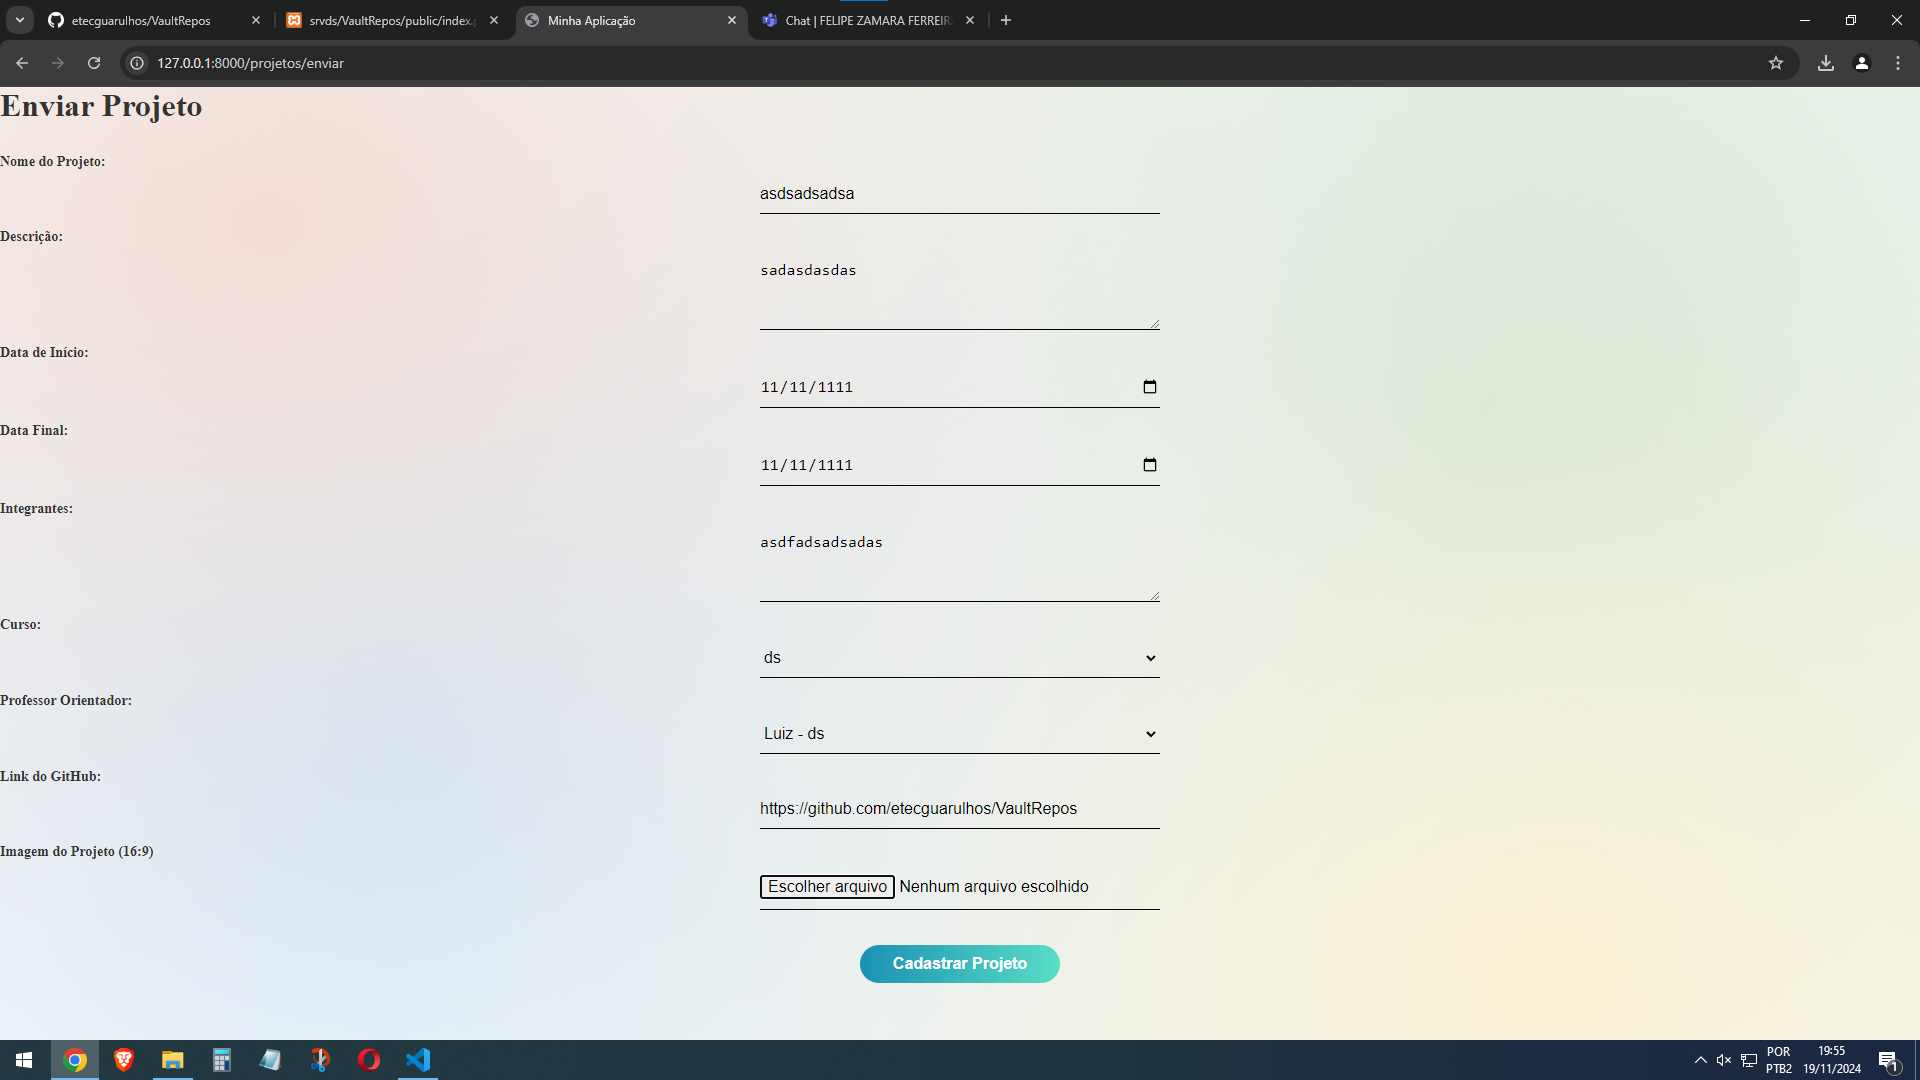 etecguarulhos/VaultRepos
srvds/VaultRepos/public/index.p
Minha Aplicação
Chat | FELIPE ZAMARA FERREIRA
127.0.0.1:8000/projetos/enviar
Enviar Projeto
Nome do Projeto:
asdsadsadsa
Descrição:
sadasdasdas
Data de Início:
11/11/1111
Data Final:
11/11/1111
Integrantes:
asdfadsadsadas
Curso:
ds
Professor Orientador:
Luiz - ds
Link do GitHub:
https://github.com/etecguarulhos/VaultRepos
Imagem do Projeto (16:9)
Escolher arquivo Nenhum arquivo escolhido
Cadastrar Projeto
POR
PTB2
19:55
19/11/2024
1